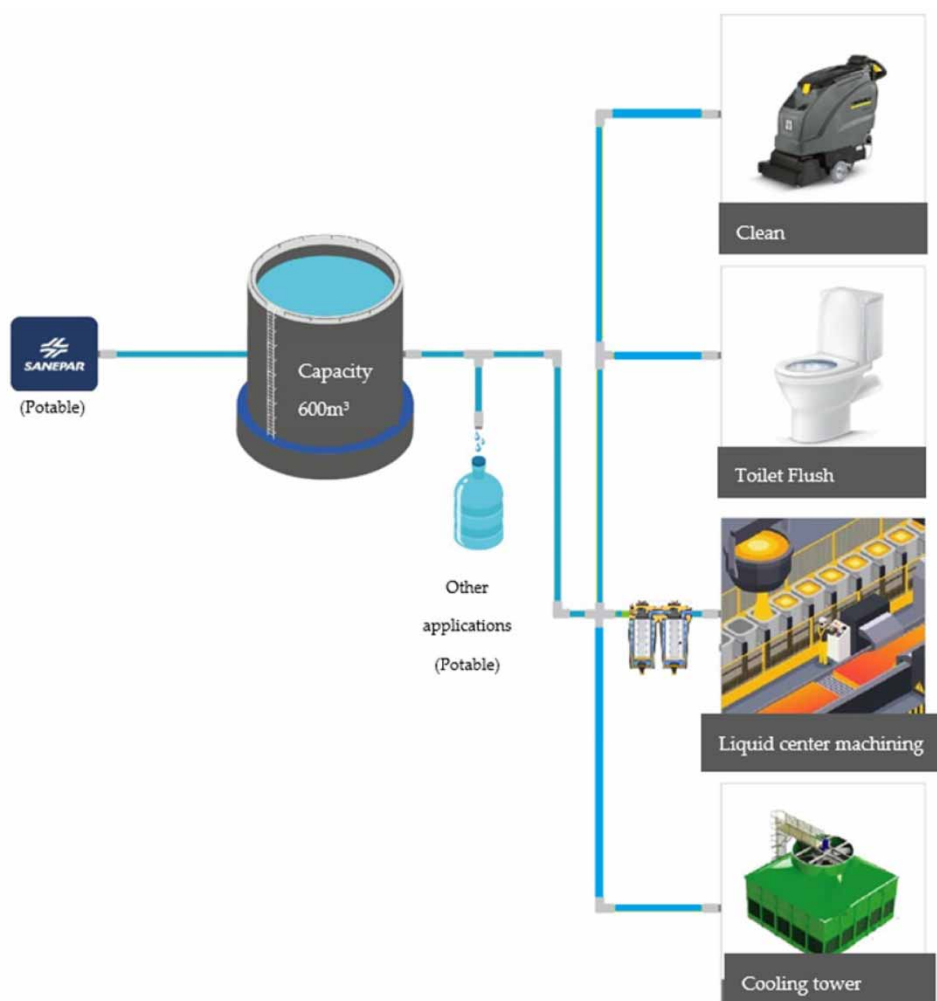 SANEPAR
(Potable)
Capacity
600m³
Other
applications
(Potable)
Clean
Toilet Flush
Liquid center machining
Cooling tower